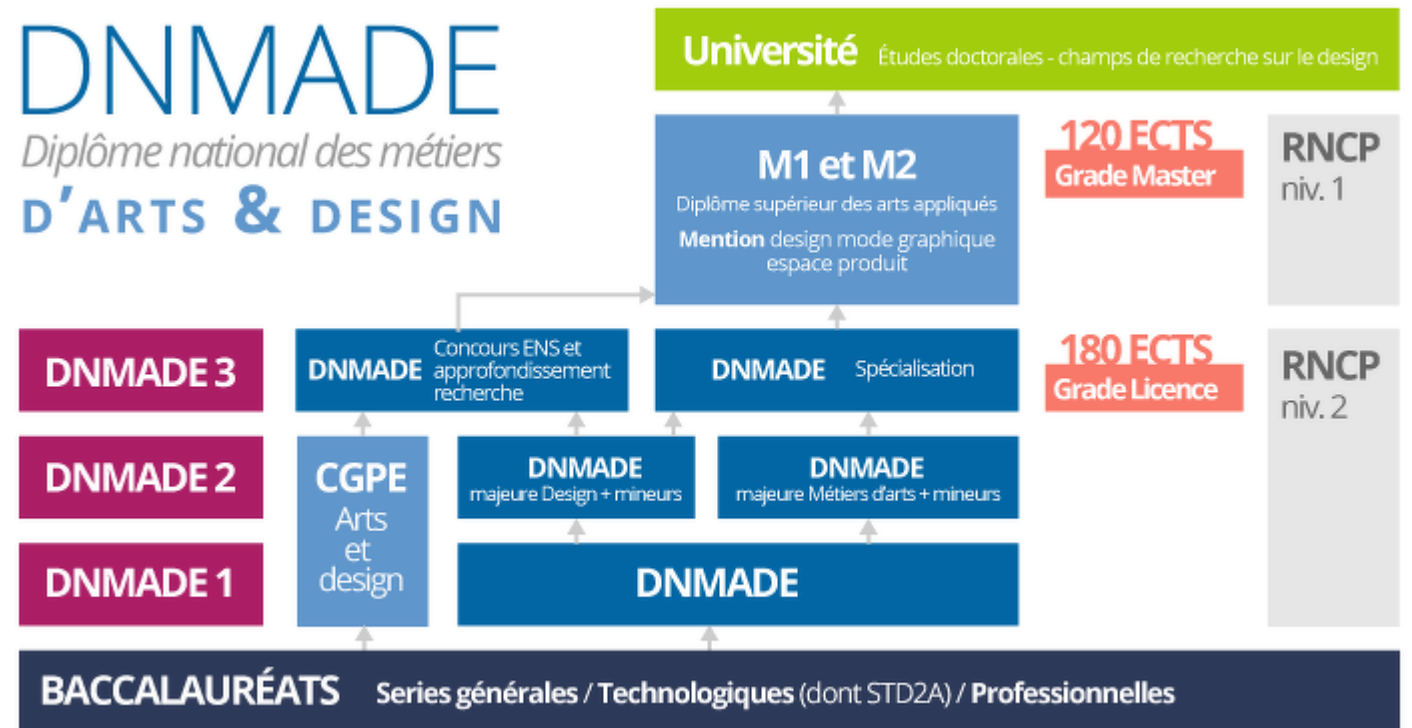 DNMADE
Diplôme national des métiers
D'ARTS & DESIGN
Université Études doctorales - champs de recherche sur le design
M1 et M2
Diplôme supérieur des arts appliqués
Mention design mode graphique
espace produit
120 ECTS
Grade Master
RNCP
niv. 1
DNMADE 3
DNMADE
Concours ENS et
approfondissement
recherche
DNMADE Spécialisation
180 ECTS
Grade Licence
RNCP
niv. 2
DNMADE 2
CGPE
Arts
et
design
DNMADE
majeure Design + mineurs
DNMADE
majeure Métiers d'arts + mineurs
DNMADE 1
DNMADE
BACCALAURÉATS Series générales / Technologiques (dont STD2A) / Professionnelles